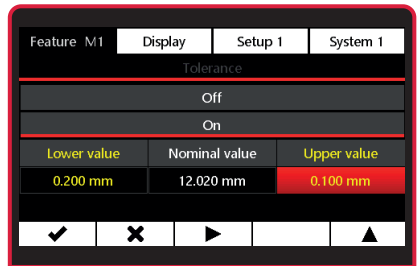 Feature M1 Display Setup 1 System 1
Tolerance
Off
On
Lower value Nominal value Upper value
0.200 mm 12.020 mm 0.100 mm